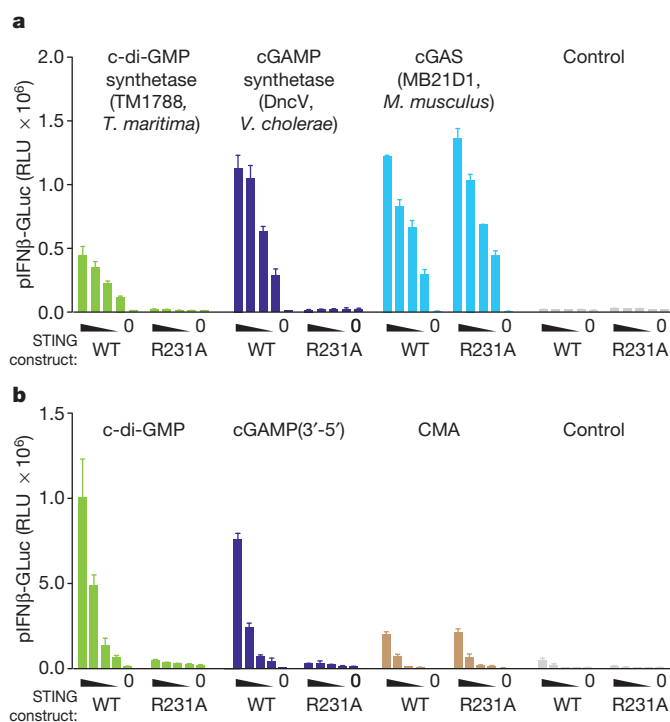 a
pIFNβ-GLuc (RLU × 10⁶)
2.0
1.5
1.0
0.5
0.0
c-di-GMP
synthetase
(TM1788,
T. maritima)
cGAMP
synthetase
(DncV,
V. cholerae)
cGAS
(MB21D1,
M. musculus)
Control
STING
construct:
0 0 0 0 0 0 0 0
WT R231A WT R231A WT R231A WT R231A
b
pIFNβ-GLuc (RLU × 10⁶)
1.5
1.0
5.0
0.0
c-di-GMP
cGAMP(3′-5′)
CMA
Control
STING
construct:
0 0 0 0 0 0 0 0
WT R231A WT R231A WT R231A WT R231A